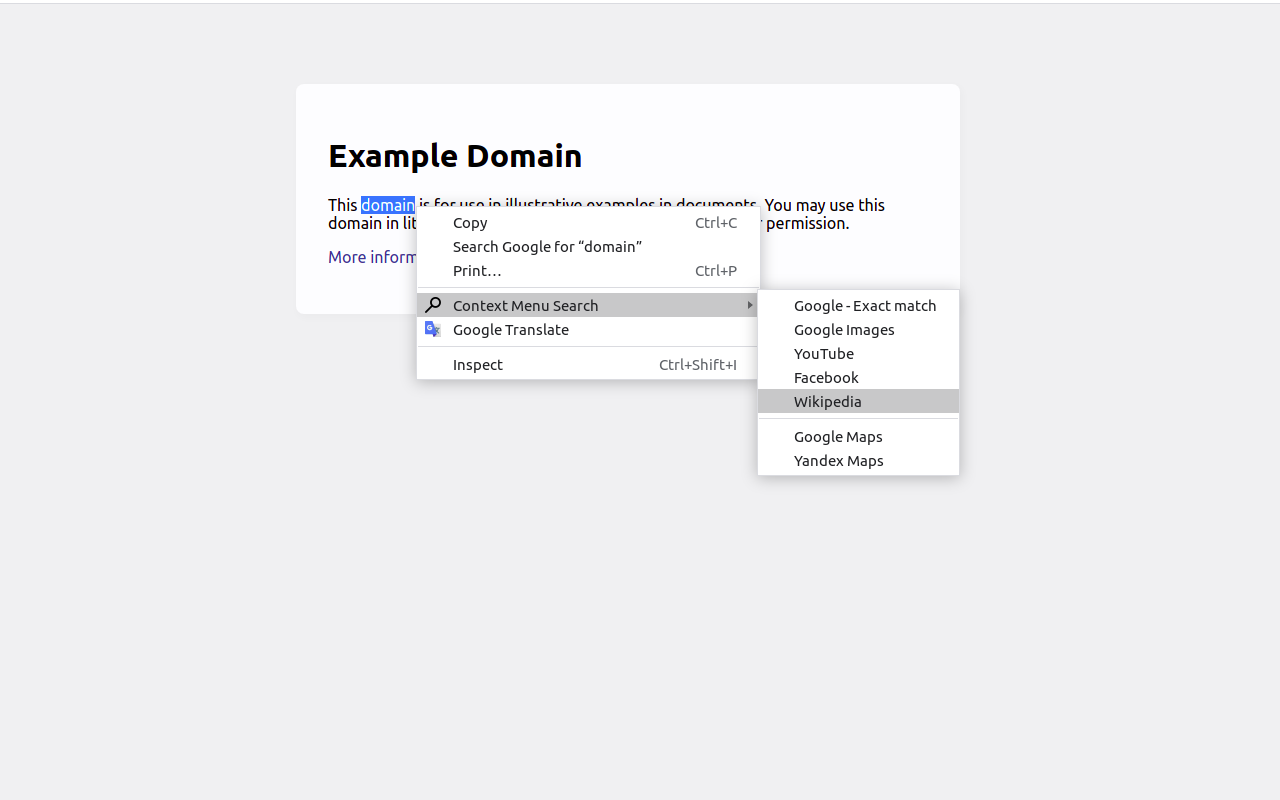 Example Domain
This domain is for use in illustrative examples in documents. You may use this
domain in lit permission.
More inform
Copy Ctrl+C
Search Google for “domain”
Print… Ctrl+P
Context Menu Search
Google Translate
Inspect Ctrl+Shift+I
Google - Exact match
Google Images
YouTube
Facebook
Wikipedia
Google Maps
Yandex Maps